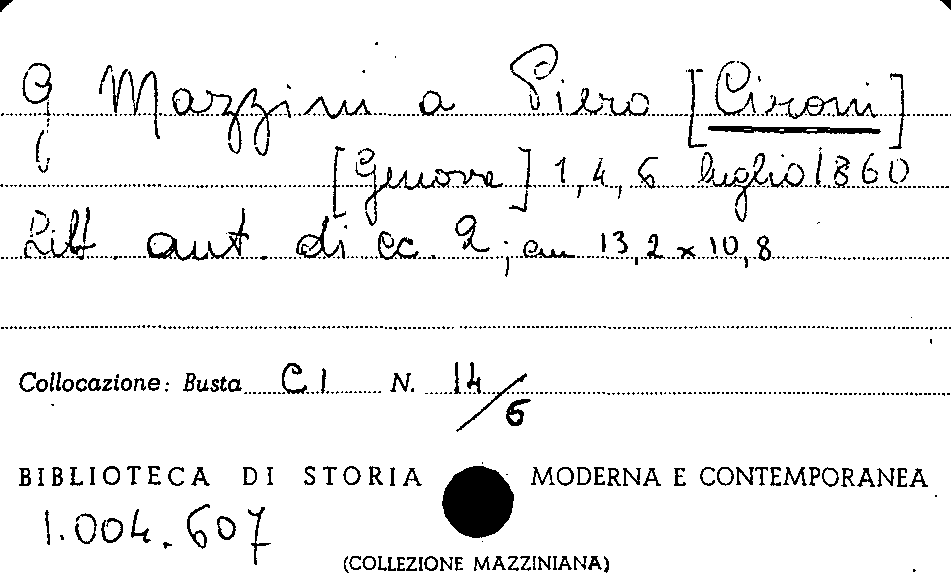 G Mazzini a Piero [Cironi]
[Genova] 1, 4, 6 luglio 1860
Lett. aut. di cc. 2; cm 13,2 x 10,8
Collocazione: Busta C I N. 14/6
BIBLIOTECA DI STORIA MODERNA E CONTEMPORANEA
1.004.607
(COLLEZIONE MAZZINIANA)